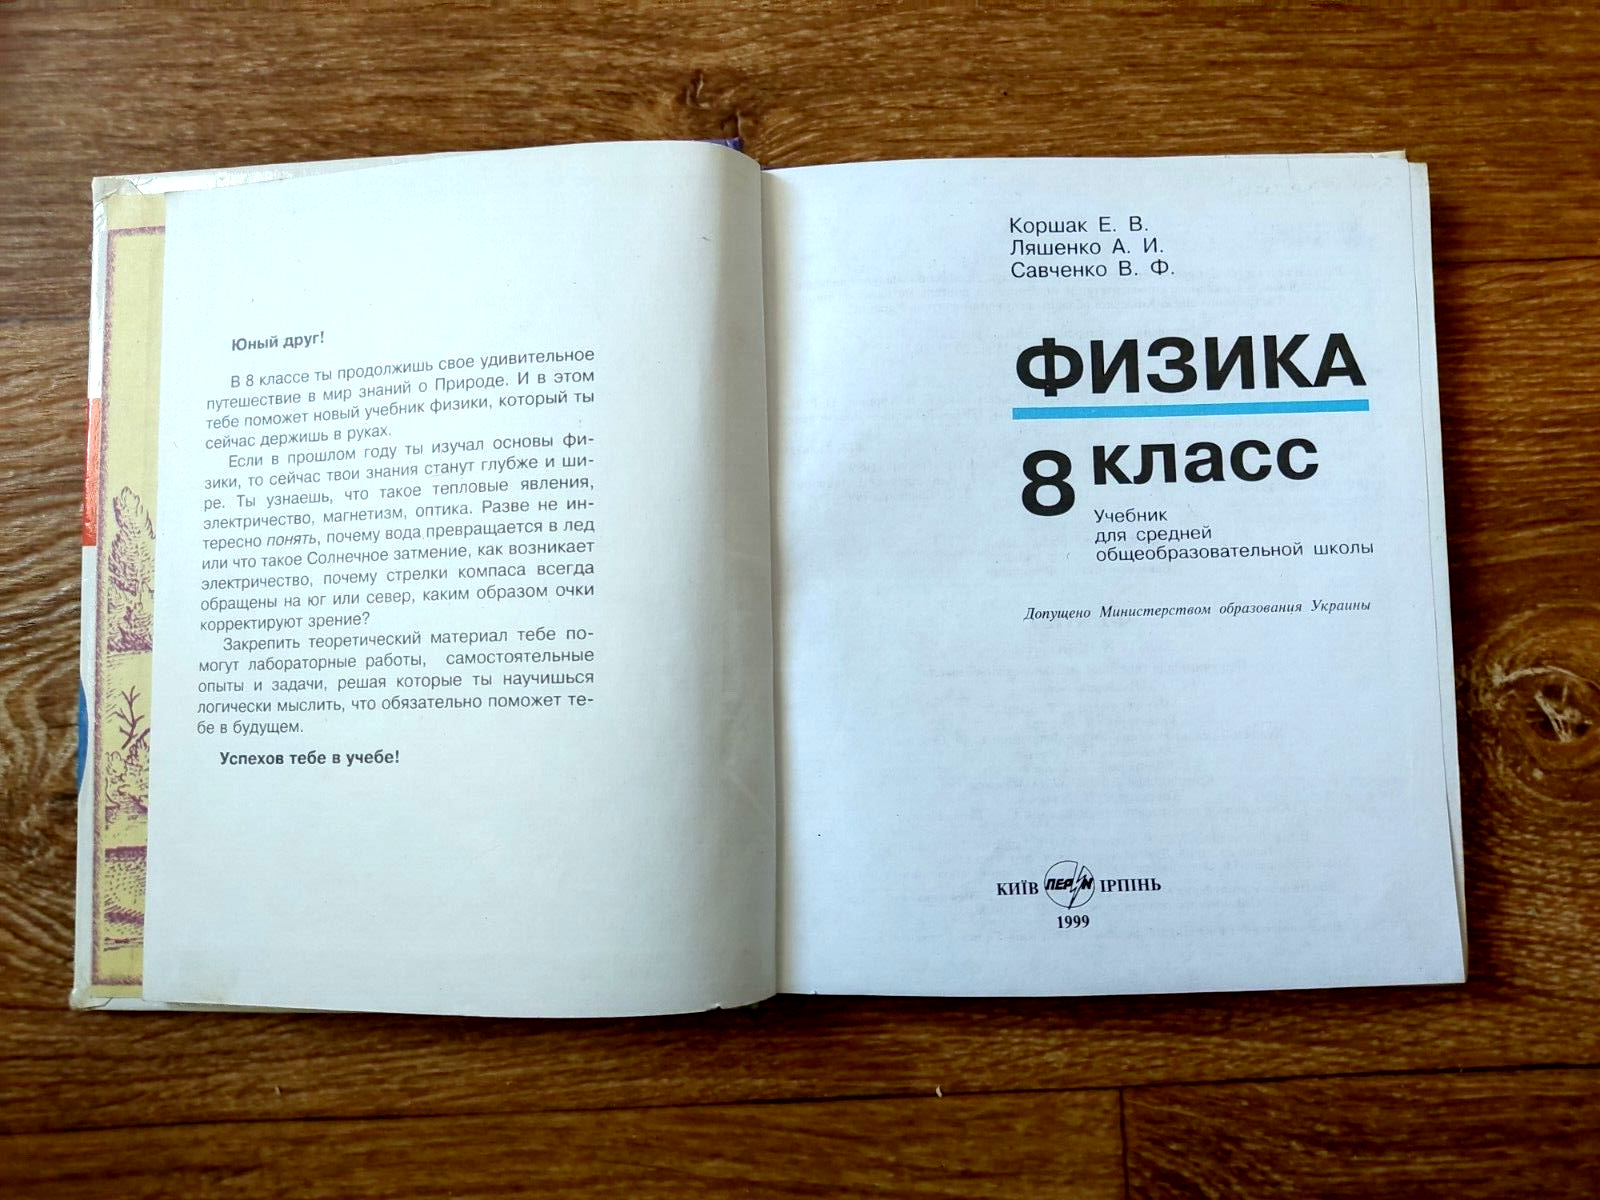 Юный друг!
В 8 классе ты продолжишь свое удивительное
путешествие в мир знаний о Природе. И в этом
тебе поможет новый учебник физики, который ты
сейчас держишь в руках.
Если в прошлом году ты изучал основы фи-
зики, то сейчас твои знания станут глубже и ши-
ре. Ты узнаешь, что такое тепловые явления,
электричество, магнетизм, оптика. Разве не ин-
тересно понять, почему вода превращается в лед
или что такое Солнечное затмение, как возникает
электричество, почему стрелки компаса всегда
обращены на юг или север, каким образом очки
корректируют зрение?
Закрепить теоретический материал тебе по-
могут лабораторные работы, самостоятельные
опыты и задачи, решая которые ты научишься
логически мыслить, что обязательно поможет те-
бе в будущем.
Успехов тебе в учебе!
Коршак Е. В.
Ляшенко А. И.
Савченко В. Ф.
ФИЗИКА
8 класс
Учебник
для средней
общеобразовательной школы
Допущено Министерством образования Украины
КИЇВ ПЕРУН ІРПІНЬ
1999